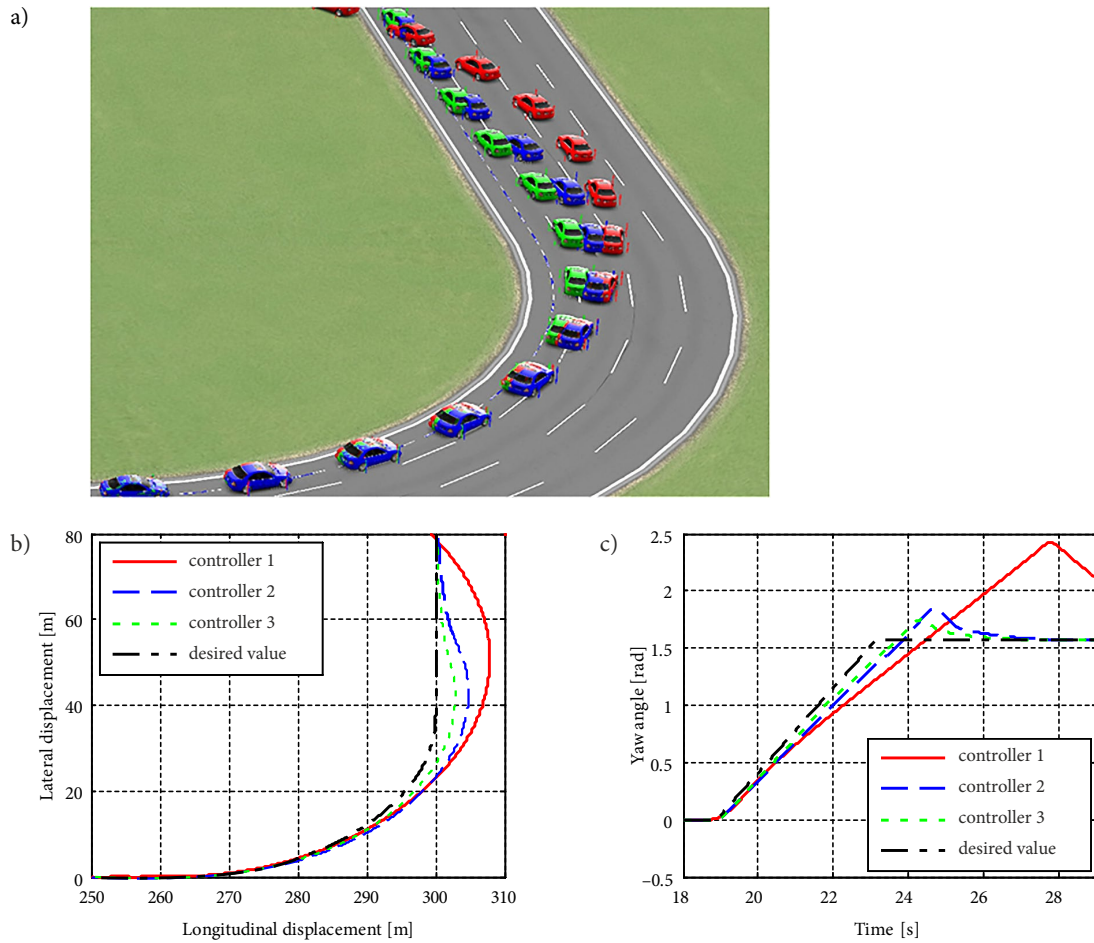 a)
b)
80
60
40
20
0
250
260
270
280
290
300
310
Lateral displacement [m]
Longitudinal displacement [m]
controller 1
controller 2
controller 3
desired value
c)
2.5
2
1.5
1
0.5
0
−0.5
18
20
22
24
26
28
Yaw angle [rad]
Time [s]
controller 1
controller 2
controller 3
desired value